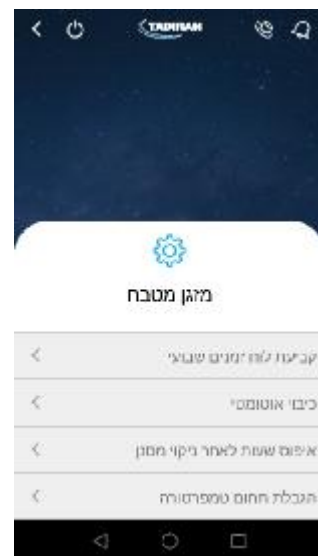 TADIRAN
מזגן מטבח
קביעת לוח זמנים שבועי
כיבוי אוטומטי
איפוס שעות לאחר ניקוי מסנן
הגבלת תחום טמפרטורה